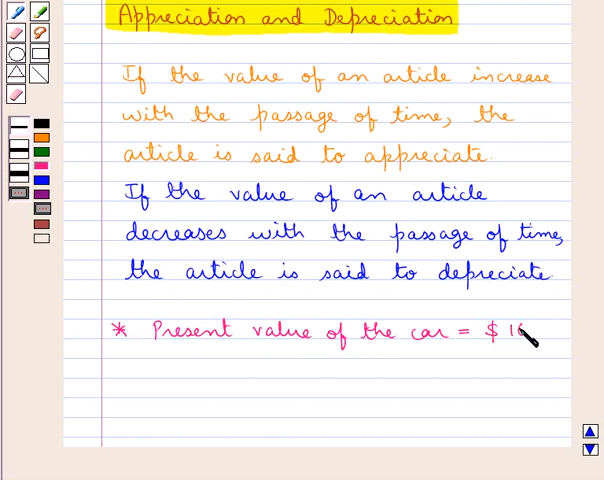 Appreciation and Depreciation
If the value of an article increase
with the passage of time, the
article is said to appreciate.
If the value of an article
decreases with the passage of time,
the article is said to depreciate.
* Present value of the car = $